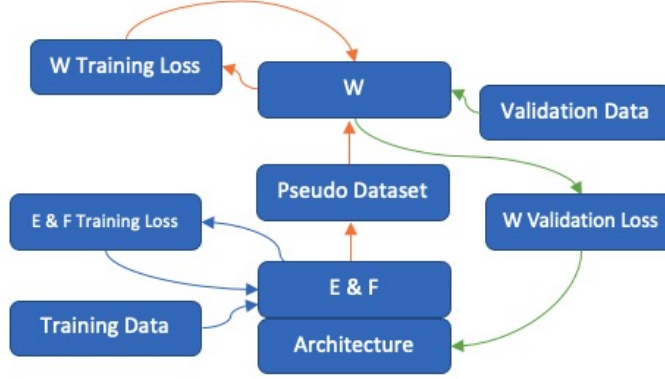 W Training Loss
W
Validation Data
Pseudo Dataset
E & F Training Loss
W Validation Loss
E & F
Training Data
Architecture